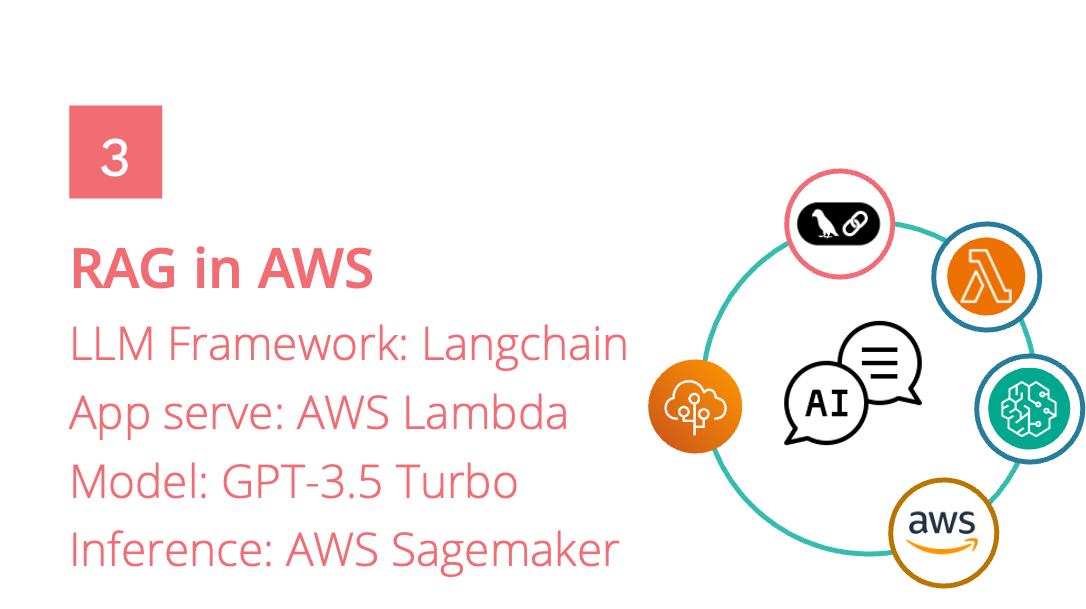 3
RAG in AWS
LLM Framework: Langchain
App serve: AWS Lambda
Model: GPT-3.5 Turbo
Inference: AWS Sagemaker
AI
aws